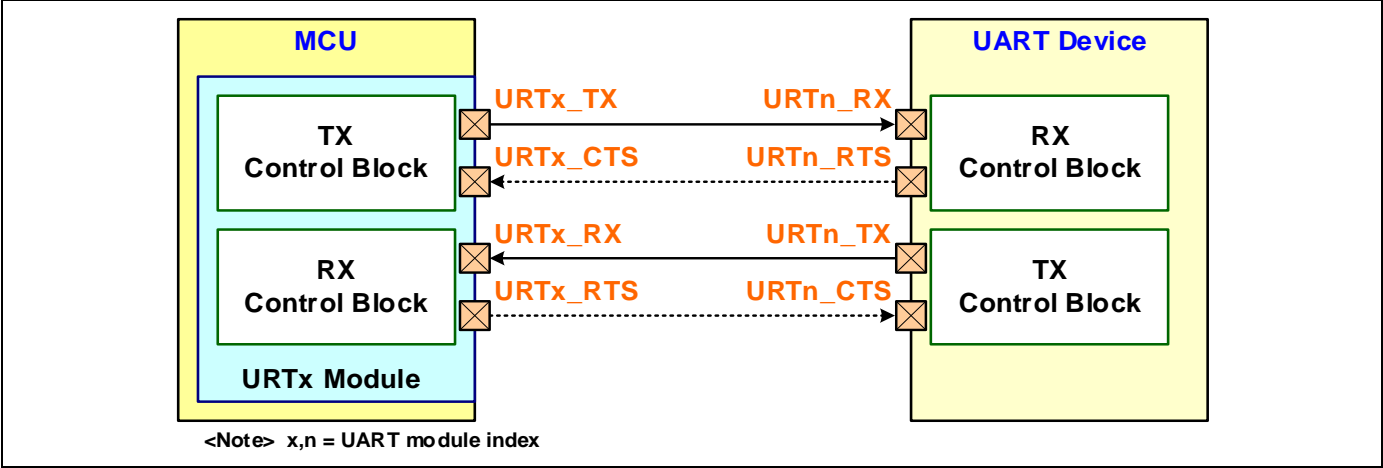 MCU
UART Device
URTx_TX
URTn_RX
TX
Control Block
RX
Control Block
URTx_CTS
URTn_RTS
URTx_RX
URTn_TX
RX
Control Block
TX
Control Block
URTx_RTS
URTn_CTS
URTx Module
<Note> x,n = UART module index